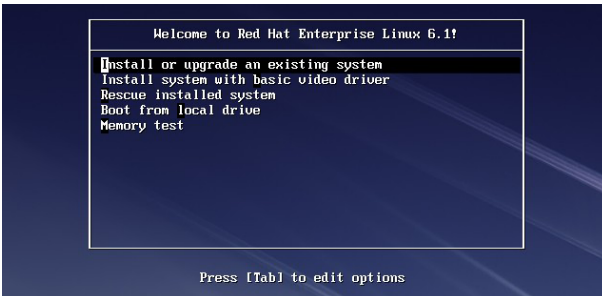 Welcome to Red Hat Enterprise Linux 6.1!
Install or upgrade an existing system
Install system with basic video driver
Rescue installed system
Boot from local drive
Memory test
Press [Tab] to edit options